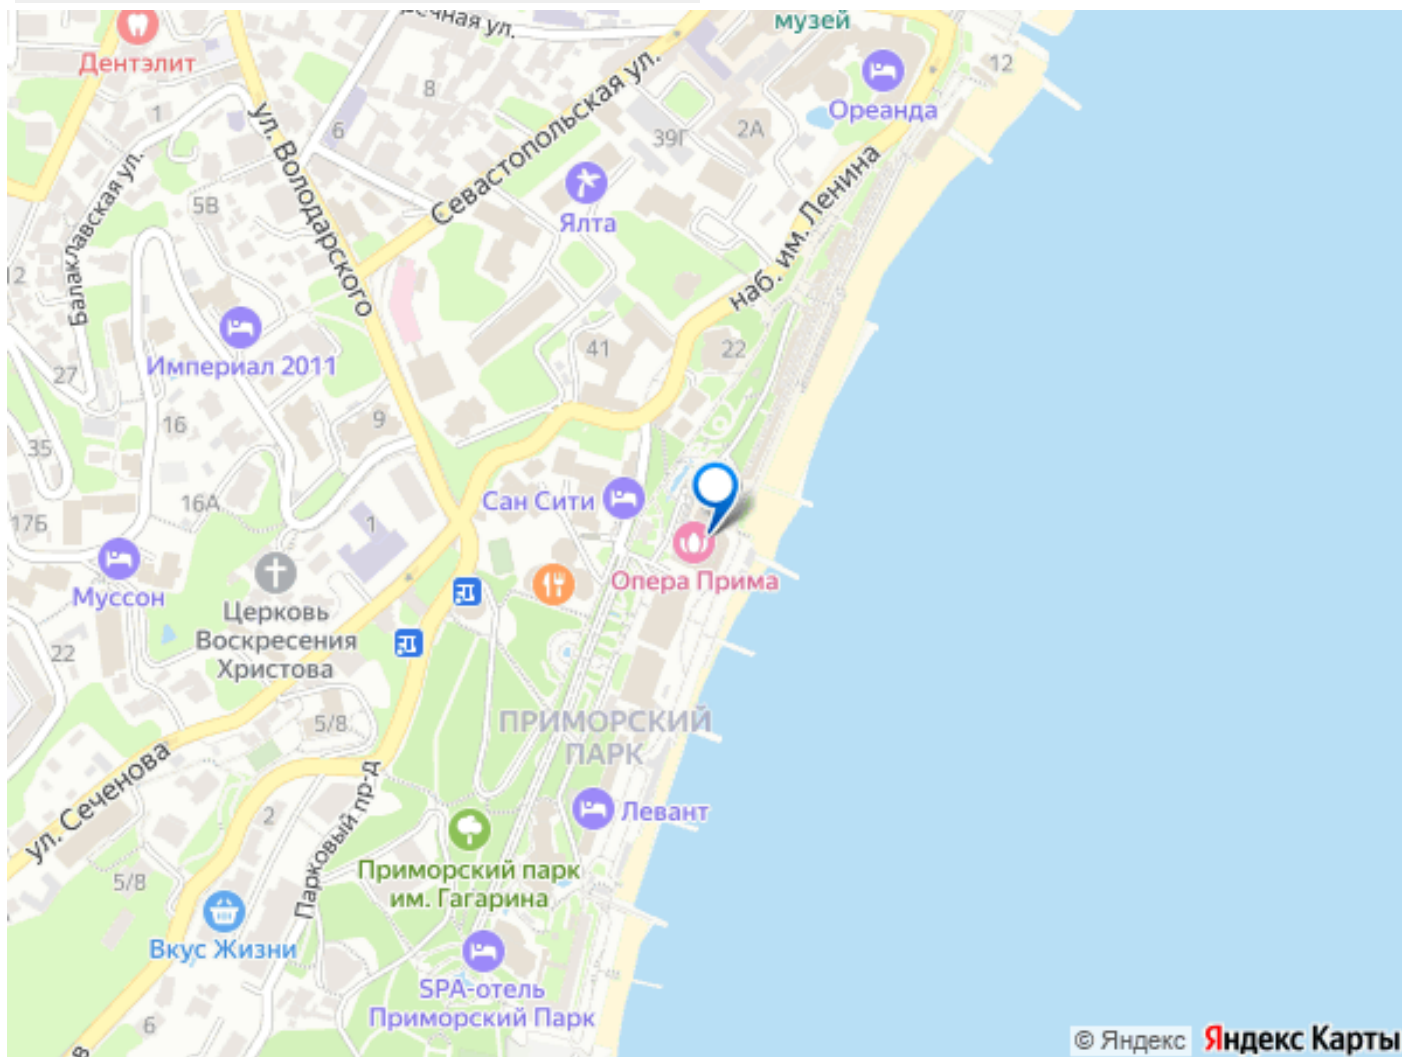 речная ул.
музей
Дентэлит
12
Ореанда
8
1
ул. Володарского
6
Севастопольская ул.
39Г
2А
Балаклавская ул.
5В
Ялта
наб. им. Ленина
12
Империал 2011
41
22
27
16
9
35
Сан Сити
16А
17Б
1
Опера Прима
Муссон
Церковь
Воскресения
Христова
22
5/8
ПРИМОРСКИЙ
ПАРК
ул. Сеченова
Парковый пр-д
2
Левант
Приморский парк
им. Гагарина
5/8
Вкус Жизни
SPA-отель
Приморский Парк
6
в
© Яндекс Яндекс Карты